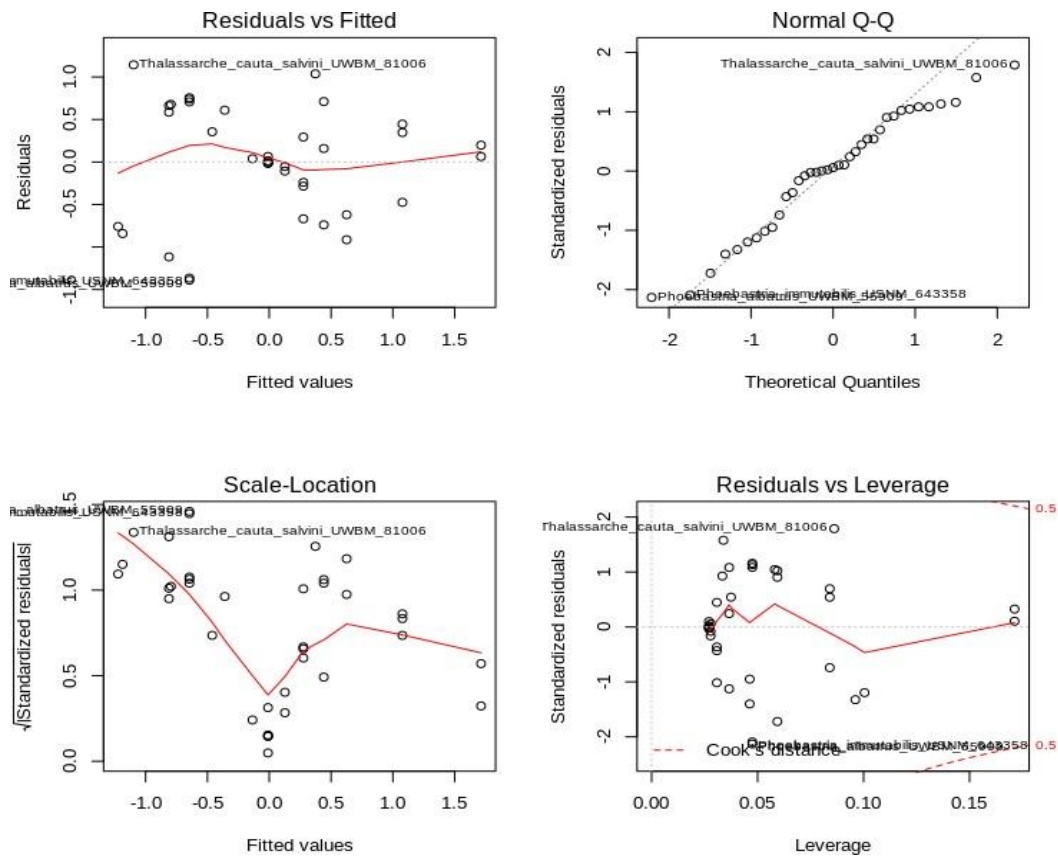 Residuals vs Fitted
Thalassarche_cauta_salvini_UWBM_81006
Residuals
1.0
0.5
0.0
-0.5
-1.0
_USNM_643358
-1.0
-0.5
0.0
0.5
1.0
1.5
Fitted values
Normal Q-Q
Thalassarche_cauta_salvini_UWBM_81006
Standardized residuals
2
1
0
-1
-2
Phoebastria_immutabilis_USNM_643358
Phoebastria_albatrus_UWBM_55909
-2
-1
0
1
2
Theoretical Quantiles
Scale-Location
a_albatrus_UWBM_55909
Thalassarche_cauta_salvini_UWBM_81006
√|Standardized residuals|
1.5
1.0
0.5
0.0
-1.0
-0.5
0.0
0.5
1.0
1.5
Fitted values
Residuals vs Leverage
Thalassarche_cauta_salvini_UWBM_81006
Standardized residuals
2
1
0
-1
-2
0.5
0.5
Cook's distance
0.00
0.05
0.10
0.15
Leverage